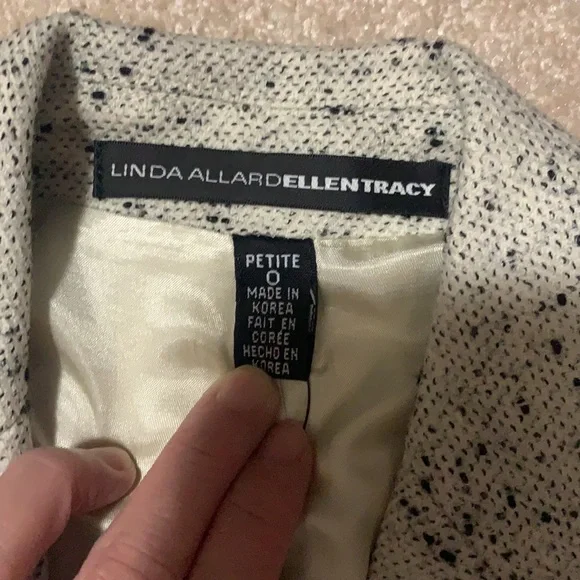 LINDA ALLARDELLENTRACY
PETITE
0
MADE IN
KOREA
FAIT EN
CORÉE
HECHO EN
KOREA